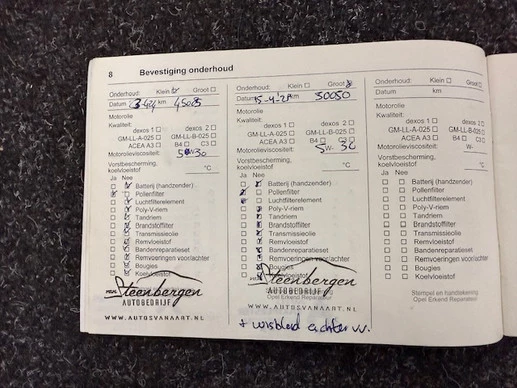 8 Bevestiging onderhoud
Onderhoud: Klein Groot
Datum km
Motorolie
Kwaliteit:
dexos 1 dexos 2
GM-LL-A-025 GM-LL-B-025
ACEA A3 B4 C3
Motorolieviscositeit: 5W-30
Vorstbescherming,
koelvloeistof °C
Ja Nee
Batterij (handzender)
Pollenfilter
Luchtfilterelement
Poly-V-riem
Tandriem
Brandstoffilter
Transmissieolie
Remvloeistof
Bandenreparatieset
Remvoeringen voor/achter
Bougies
Koelvloeistof
Steenbergen
AUTOBEDRIJF
WWW.AUTOSVANAART.NL
Onderhoud: Klein Groot
Datum km 50050
Motorolie
Kwaliteit:
dexos 1 dexos 2
GM-LL-A-025 GM-LL-B-025
ACEA A3 B4 C3
Motorolieviscositeit: 5W-30
Vorstbescherming,
koelvloeistof °C
Ja Nee
Batterij (handzender)
Pollenfilter
Luchtfilterelement
Poly-V-riem
Tandriem
Brandstoffilter
Transmissieolie
Remvloeistof
Bandenreparatieset
Remvoeringen voor/achter
Bougies
Koelvloeistof
Steenbergen
AUTOBEDRIJF
Opel Erkend Reparateur
WWW.AUTOSVANAART.NL
+ wisblad achter
Onderhoud: Klein Groot
Datum km
Motorolie
Kwaliteit:
dexos 1 dexos 2
GM-LL-A-025 GM-LL-B-025
ACEA A3 B4 C3
Motorolieviscositeit: W-
Vorstbescherming,
koelvloeistof °C
Ja Nee
Batterij (handzender)
Pollenfilter
Luchtfilterelement
Poly-V-riem
Tandriem
Brandstoffilter
Transmissieolie
Remvloeistof
Bandenreparatieset
Remvoeringen voor/achter
Bougies
Koelvloeistof
Stempel en handtekening
Opel Erkend Reparateur